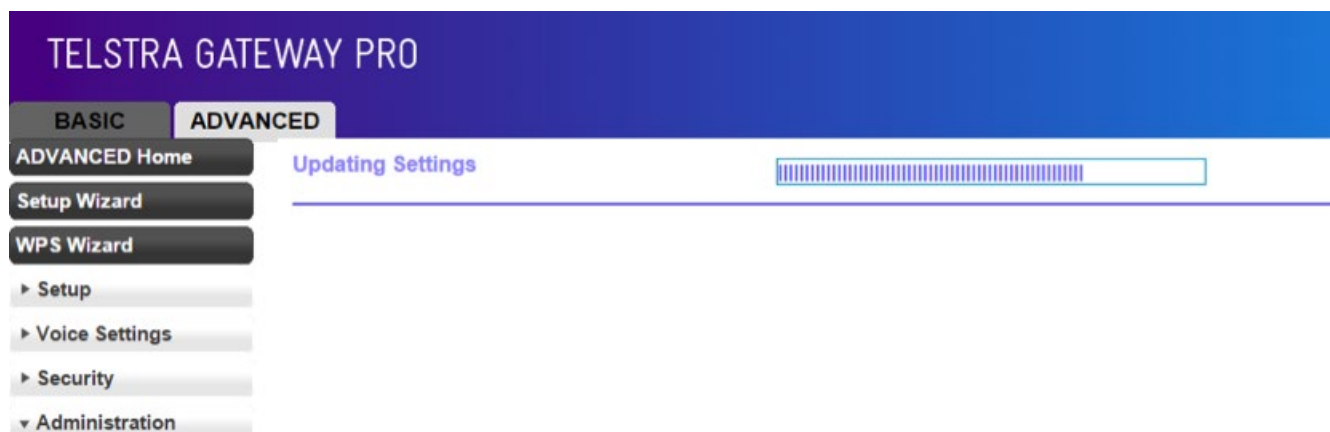 TELSTRA GATEWAY PRO
BASIC ADVANCED
ADVANCED Home
Updating Settings
Setup Wizard
WPS Wizard
Setup
Voice Settings
Security
Administration